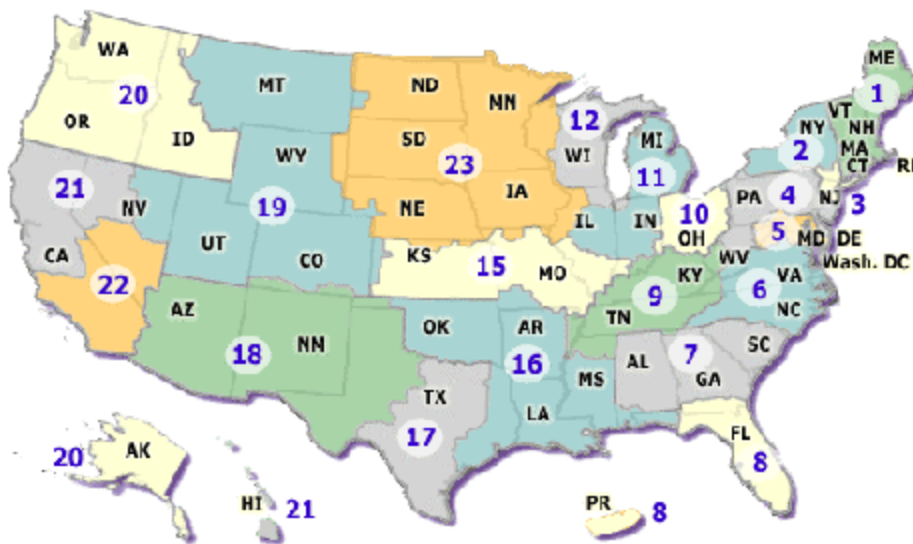 WA
20
OR
ID
MT
ND
MN
SD
23
WY
19
NE
IA
21
NV
UT
CO
CA
22
12
WI
MI
11
IL
IN
10
OH
ME
1
VT
NY
NH
2
MA
CT
PA
4
NJ
3
5
MD
DE
WV
Wash. DC
KS
15
MO
KY
9
TN
VA
6
NC
AZ
18
NM
OK
AR
16
AL
7
SC
MS
GA
TX
17
LA
FL
8
20
AK
HI
21
PR
8